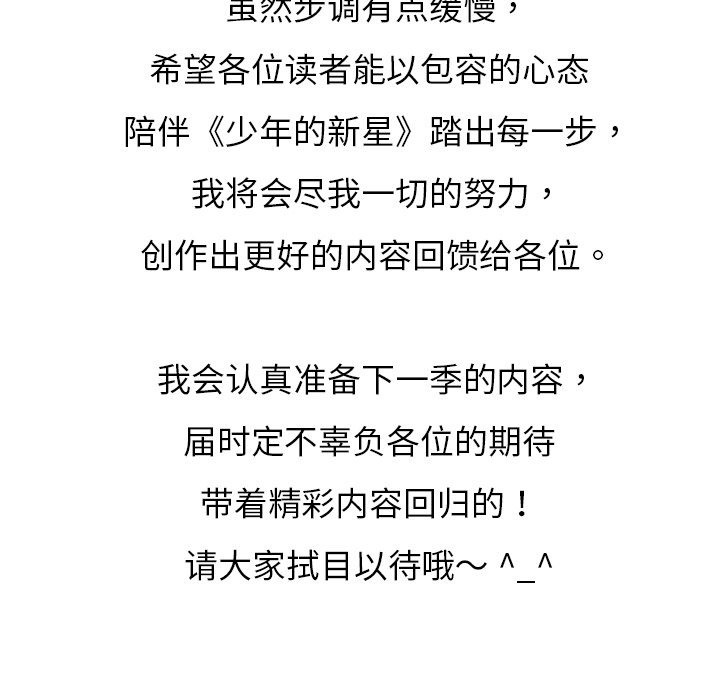 虽然步调有点缓慢，
希望各位读者能以包容的心态
陪伴《少年的新星》踏出每一步，
我将会尽我一切的努力，
创作出更好的内容回馈给各位。
我会认真准备下一季的内容，
届时定不辜负各位的期待
带着精彩内容回归的！
请大家拭目以待哦～ ^_^